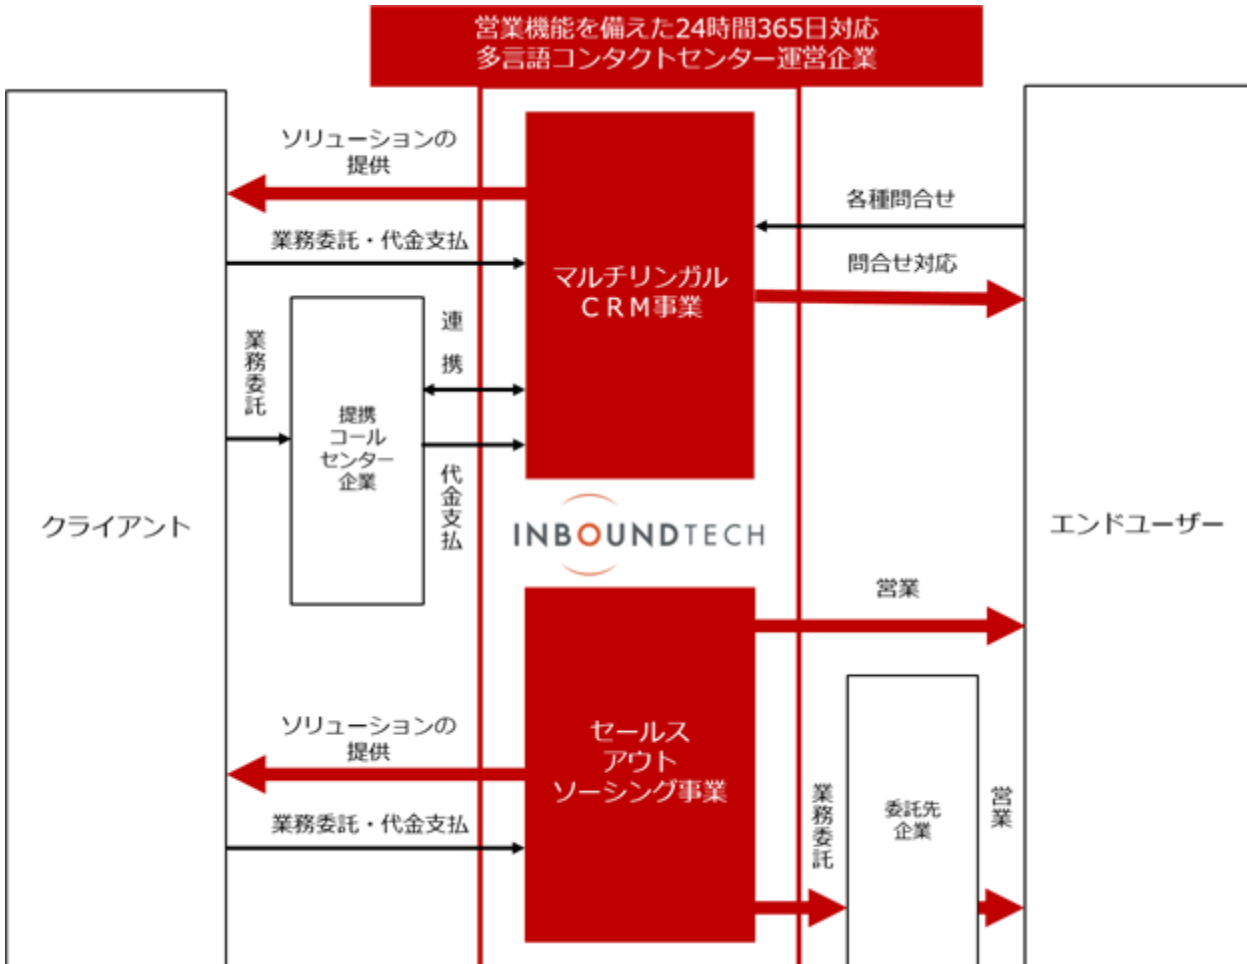 営業機能を備えた24時間365日対応
多言語コンタクトセンター運営企業
クライアント
ソリューションの
提供
業務委託・代金支払
業務委託
提携
コール
センター
企業
連携
代金支払
マルチリンガル
ＣＲＭ事業
各種問合せ
問合せ対応
INBOUNDTECH
エンドユーザー
営業
ソリューションの
提供
業務委託・代金支払
セールス
アウト
ソーシング事業
業務委託
委託先
企業
営業